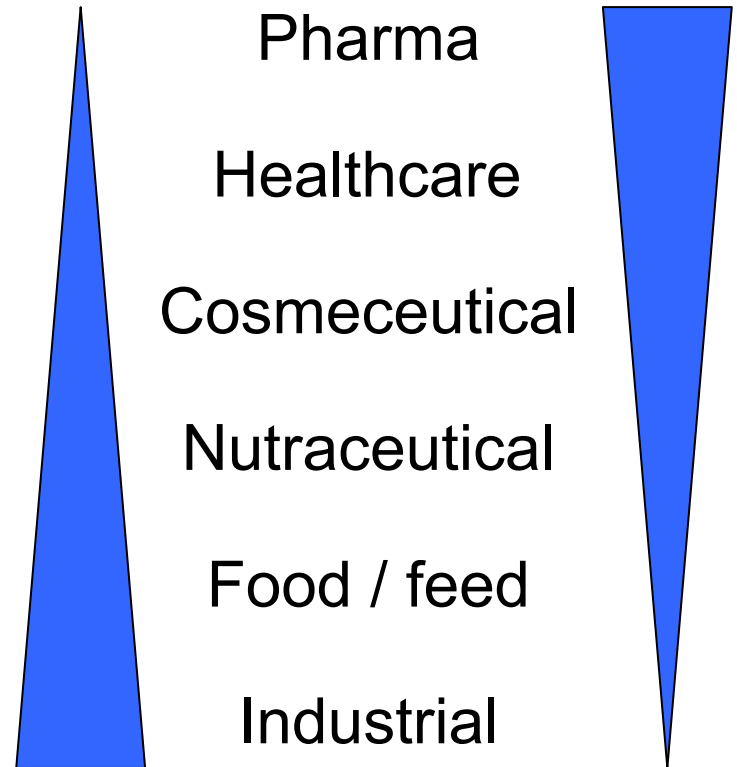 Pharma
Healthcare
Cosmeceutical
Nutraceutical
Food / feed
Industrial